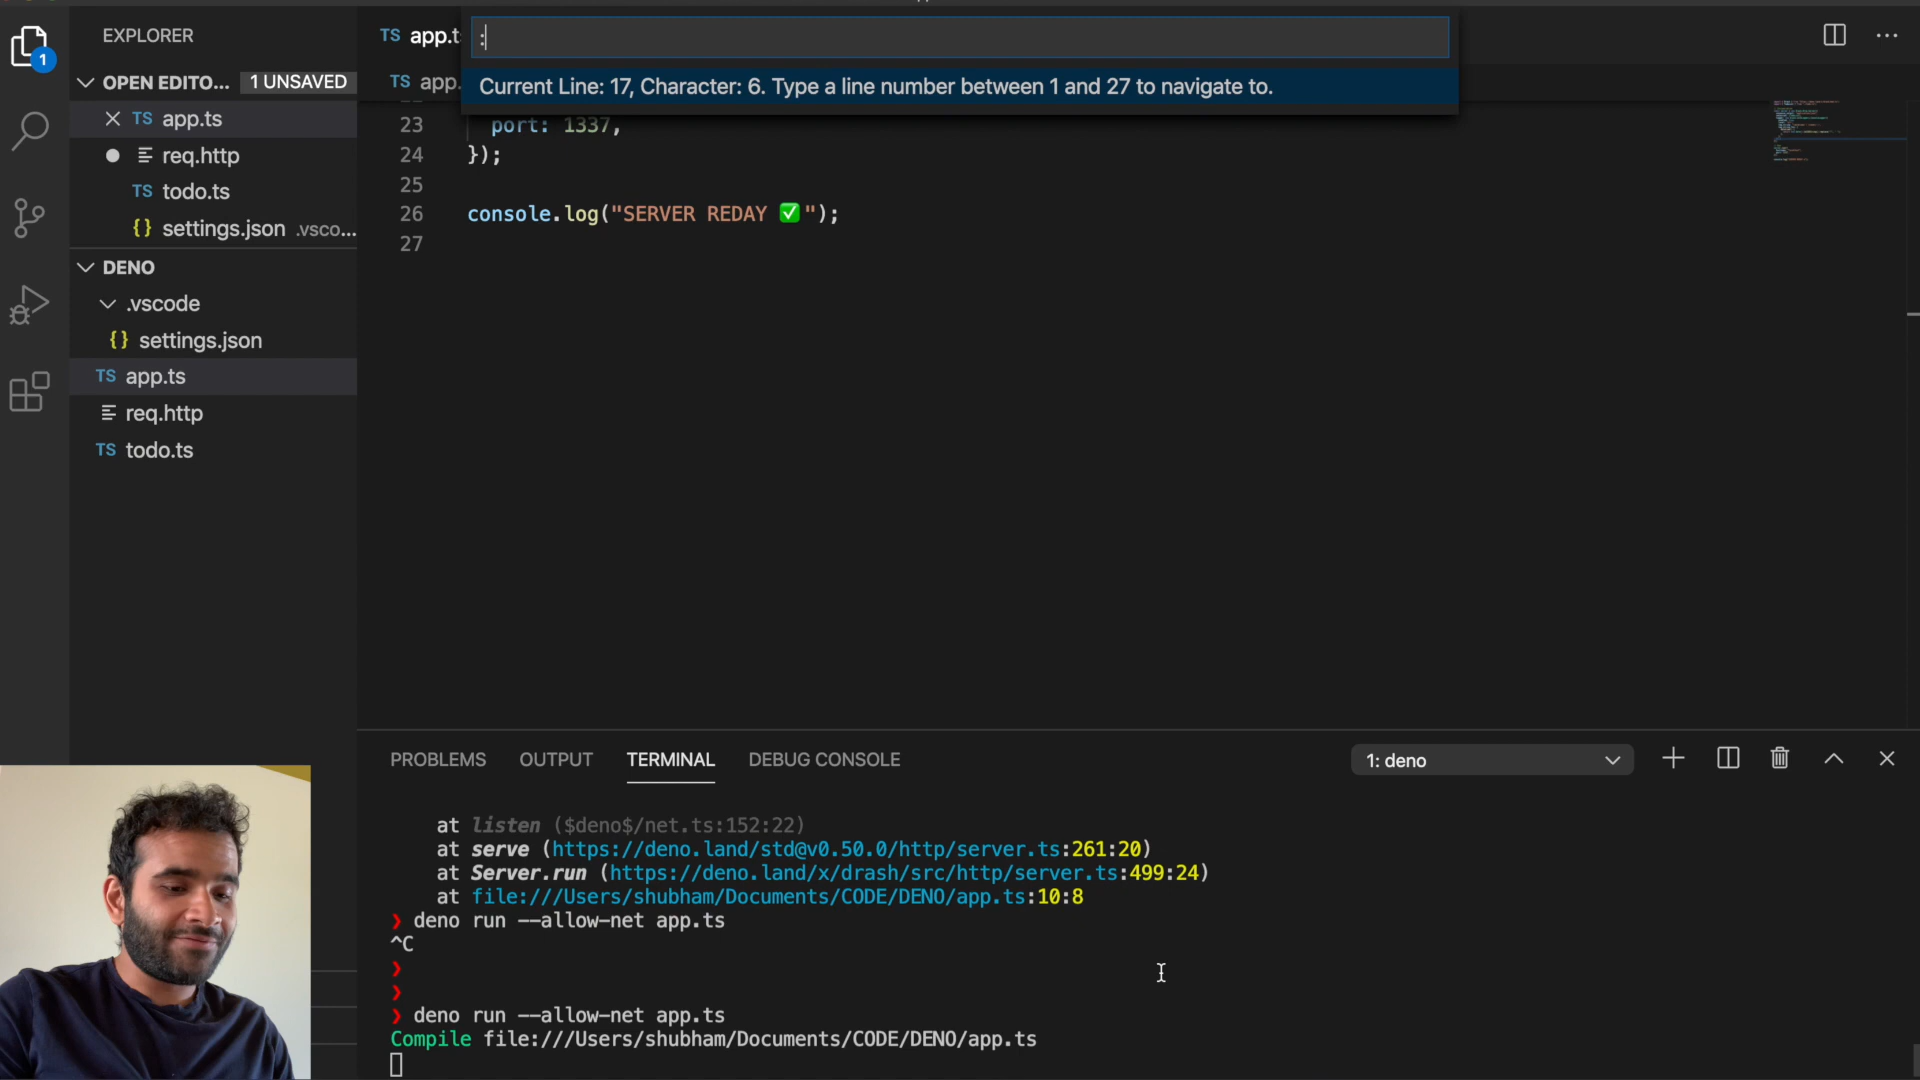 EXPLORER
1
OPEN EDITO... 1 UNSAVED
TS app.ts
req.http
TS todo.ts
{} settings.json .vsco...
DENO
.vscode
{} settings.json
TS app.ts
req.http
TS todo.ts
TS app.t
TS app.
:
Current Line: 17, Character: 6. Type a line number between 1 and 27 to navigate to.
23 port: 1337,
24 });
25
26 console.log("SERVER REDAY ✅");
27
PROBLEMS OUTPUT TERMINAL DEBUG CONSOLE
1: deno
at listen ($deno$/net.ts:152:22)
at serve (https://deno.land/std@v0.50.0/http/server.ts:261:20)
at Server.run (https://deno.land/x/drash/src/http/server.ts:499:24)
at file:///Users/shubham/Documents/CODE/DENO/app.ts:10:8
❯ deno run --allow-net app.ts
^C
❯
❯
❯ deno run --allow-net app.ts
Compile file:///Users/shubham/Documents/CODE/DENO/app.ts